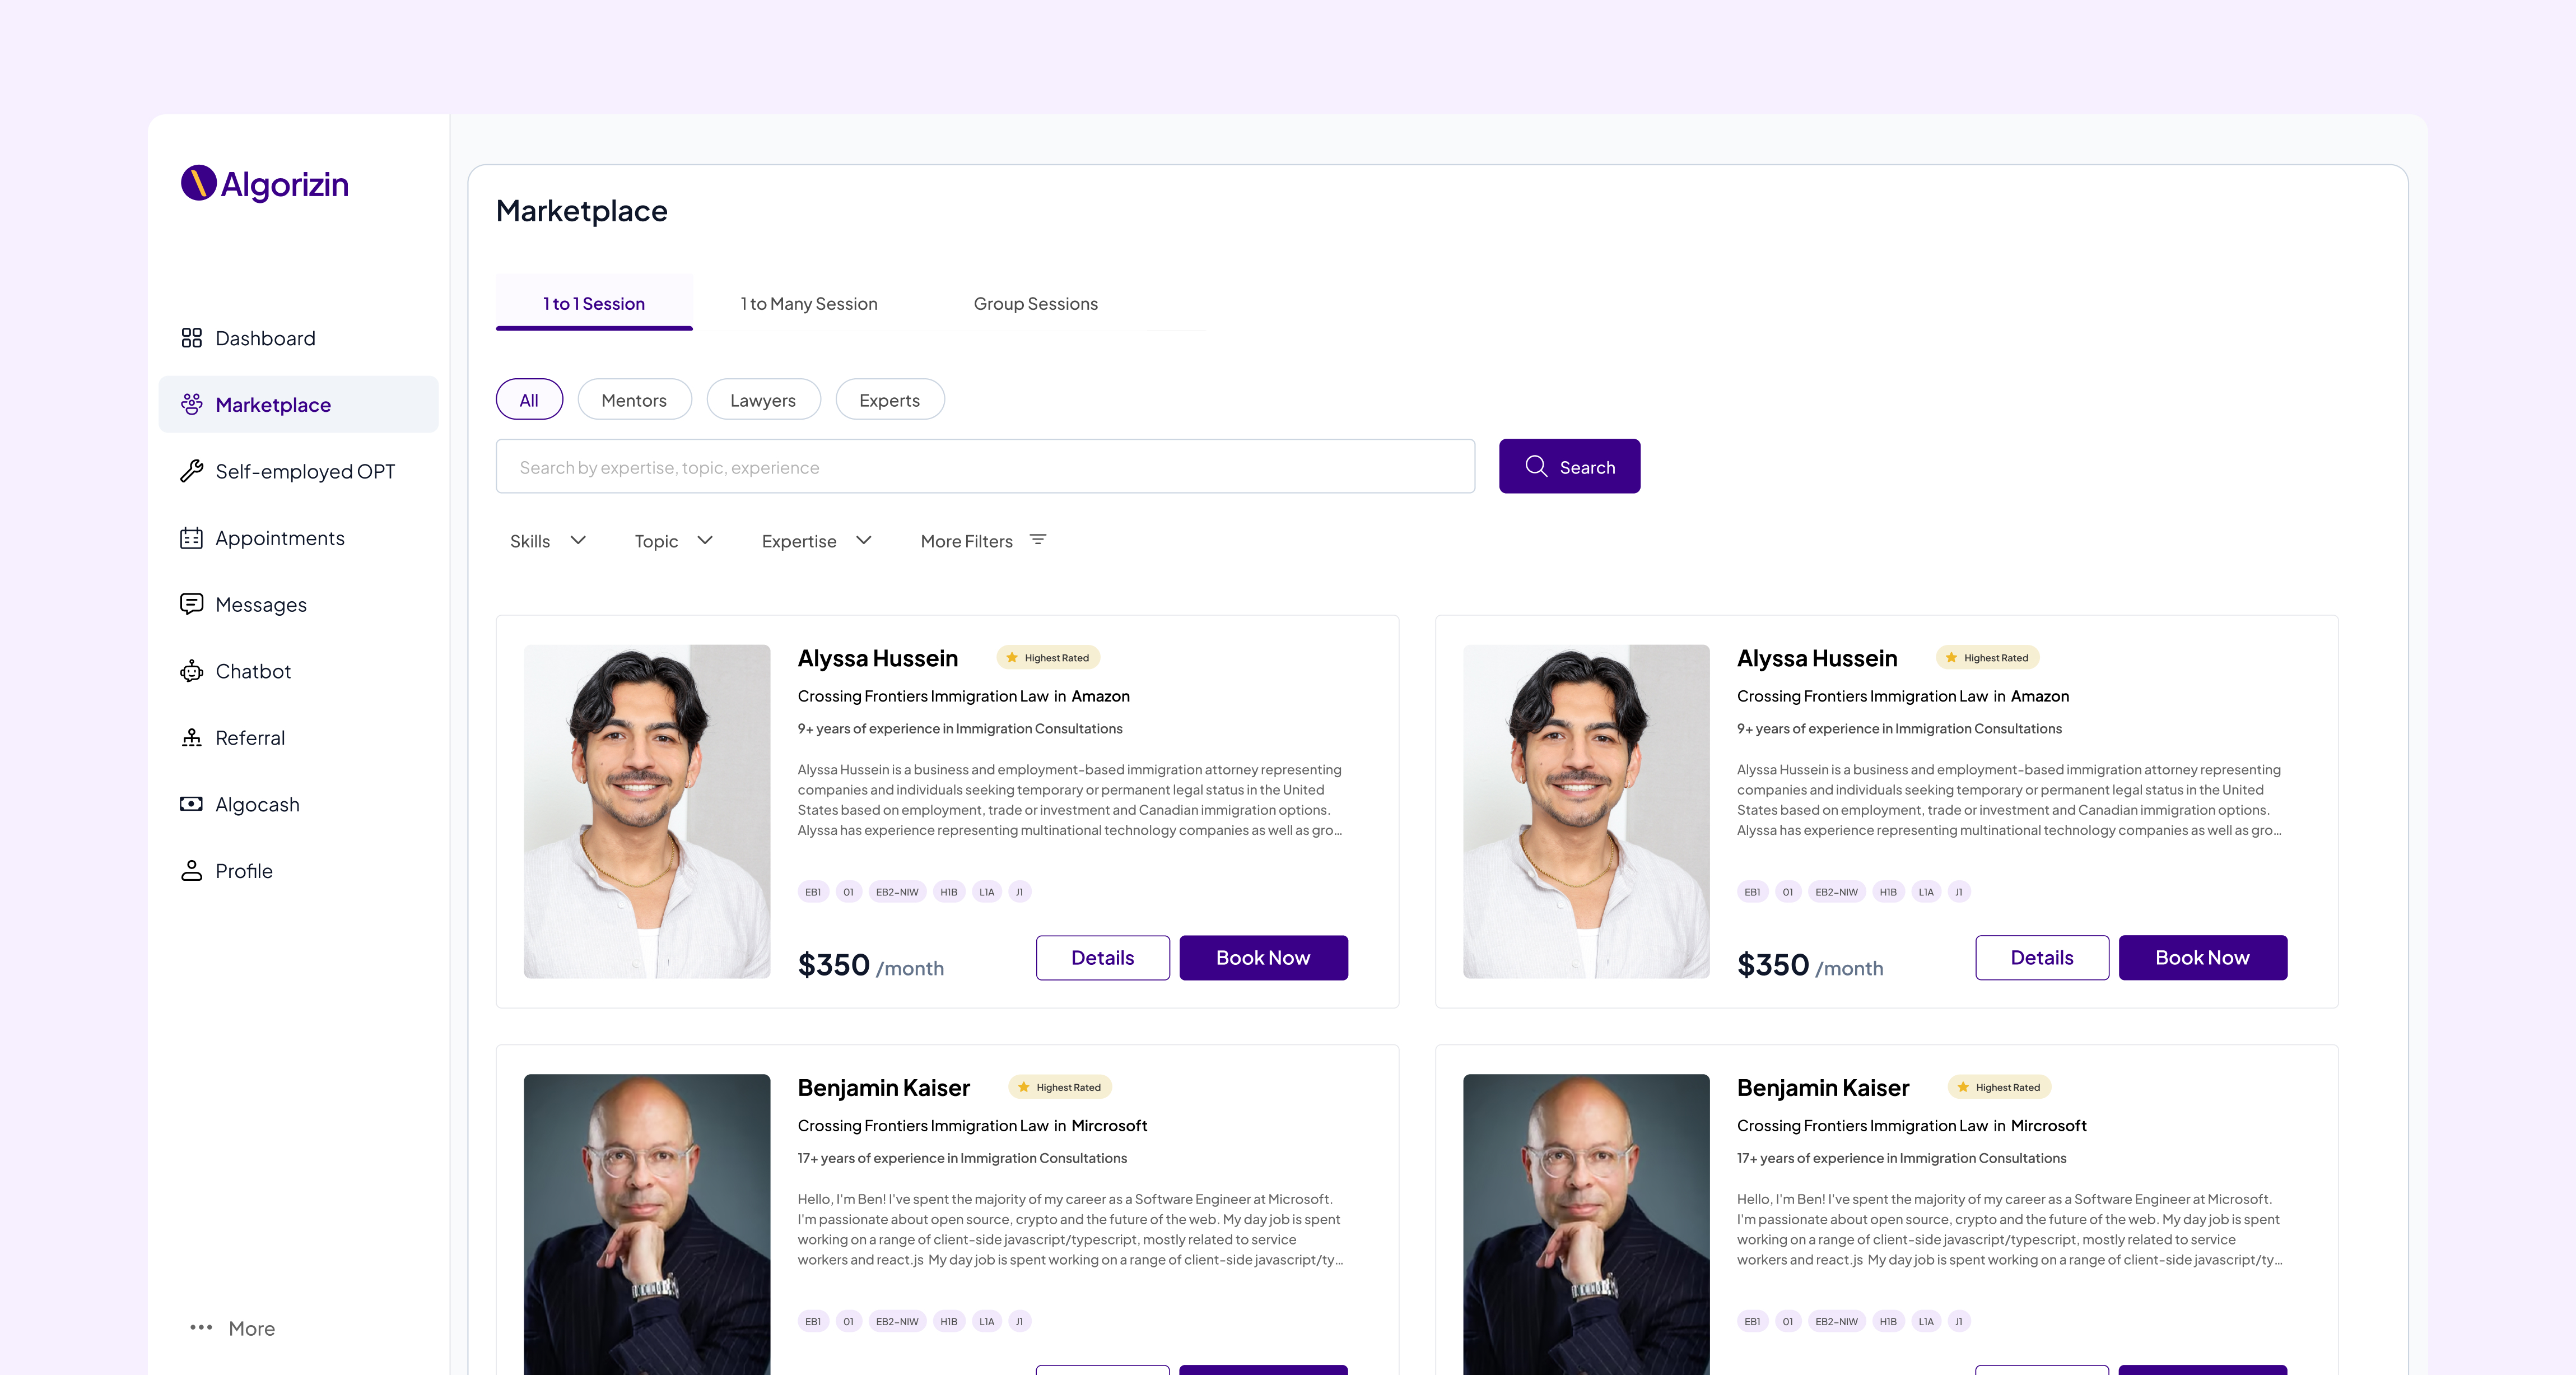 Algorizin
Dashboard
Marketplace
Self-employed OPT
Appointments
Messages
Chatbot
Referral
Algocash
Profile
More
Marketplace
1 to 1 Session
1 to Many Session
Group Sessions
All
Mentors
Lawyers
Experts
Search by expertise, topic, experience
Search
Skills
Topic
Expertise
More Filters
Alyssa Hussein
Highest Rated
Crossing Frontiers Immigration Law in Amazon
9+ years of experience in Immigration Consultations
Alyssa Hussein is a business and employment-based immigration attorney representing
companies and individuals seeking temporary or permanent legal status in the United
States based on employment, trade or investment and Canadian immigration options.
Alyssa has experience representing multinational technology companies as well as gro...
EB1 01 EB2-NIW H1B L1A J1
$350 /month
Details
Book Now
Alyssa Hussein
Highest Rated
Crossing Frontiers Immigration Law in Amazon
9+ years of experience in Immigration Consultations
Alyssa Hussein is a business and employment-based immigration attorney representing
companies and individuals seeking temporary or permanent legal status in the United
States based on employment, trade or investment and Canadian immigration options.
Alyssa has experience representing multinational technology companies as well as gro...
EB1 01 EB2-NIW H1B L1A J1
$350 /month
Details
Book Now
Benjamin Kaiser
Highest Rated
Crossing Frontiers Immigration Law in Mircrosoft
17+ years of experience in Immigration Consultations
Hello, I'm Ben! I've spent the majority of my career as a Software Engineer at Microsoft.
I'm passionate about open source, crypto and the future of the web. My day job is spent
working on a range of client-side javascript/typescript, mostly related to service
workers and react.js My day job is spent working on a range of client-side javascript/ty...
EB1 01 EB2-NIW H1B L1A J1
Benjamin Kaiser
Highest Rated
Crossing Frontiers Immigration Law in Mircrosoft
17+ years of experience in Immigration Consultations
Hello, I'm Ben! I've spent the majority of my career as a Software Engineer at Microsoft.
I'm passionate about open source, crypto and the future of the web. My day job is spent
working on a range of client-side javascript/typescript, mostly related to service
workers and react.js My day job is spent working on a range of client-side javascript/ty...
EB1 01 EB2-NIW H1B L1A J1